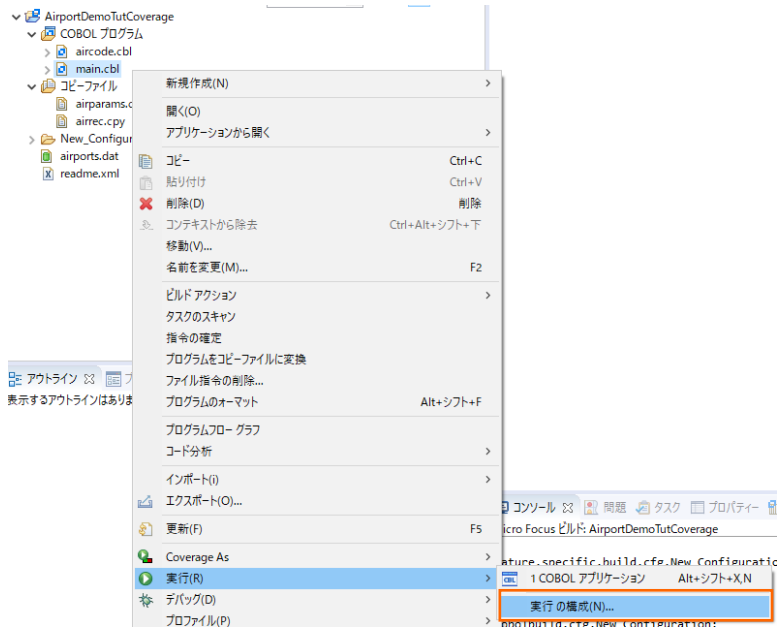 AirportDemoTutCoverage
COBOL プログラム
aircode.cbl
main.cbl
コピーファイル
airparams.c
airrec.cpy
New_Configur
airports.dat
readme.xml
新規作成(N)
開く(O)
アプリケーションから開く
コピー Ctrl+C
貼り付け Ctrl+V
削除(D) 削除
コンテキストから除去 Ctrl+Alt+シフト+下
移動(V)...
名前を変更(M)... F2
ビルド アクション
タスクのスキャン
指令の確定
プログラムをコピーファイルに変換
ファイル指令の削除...
プログラムのオーマット Alt+シフト+F
プログラムフロー グラフ
コード分析
インポート(i)
エクスポート(O)...
更新(F) F5
Coverage As
実行(R)
デバッグ(D)
プロファイル(P)
1 COBOL アプリケーション Alt+シフト+X,N
実行 の構成(N)...
アウトライン
表示するアウトラインはありま
コンソール 問題 タスク プロパティー
icro Focus ビルド: AirportDemoTutCoverage
ature.specific.build.cfg.New_Configuratio
obolbuild.cfg.New_Configuration: